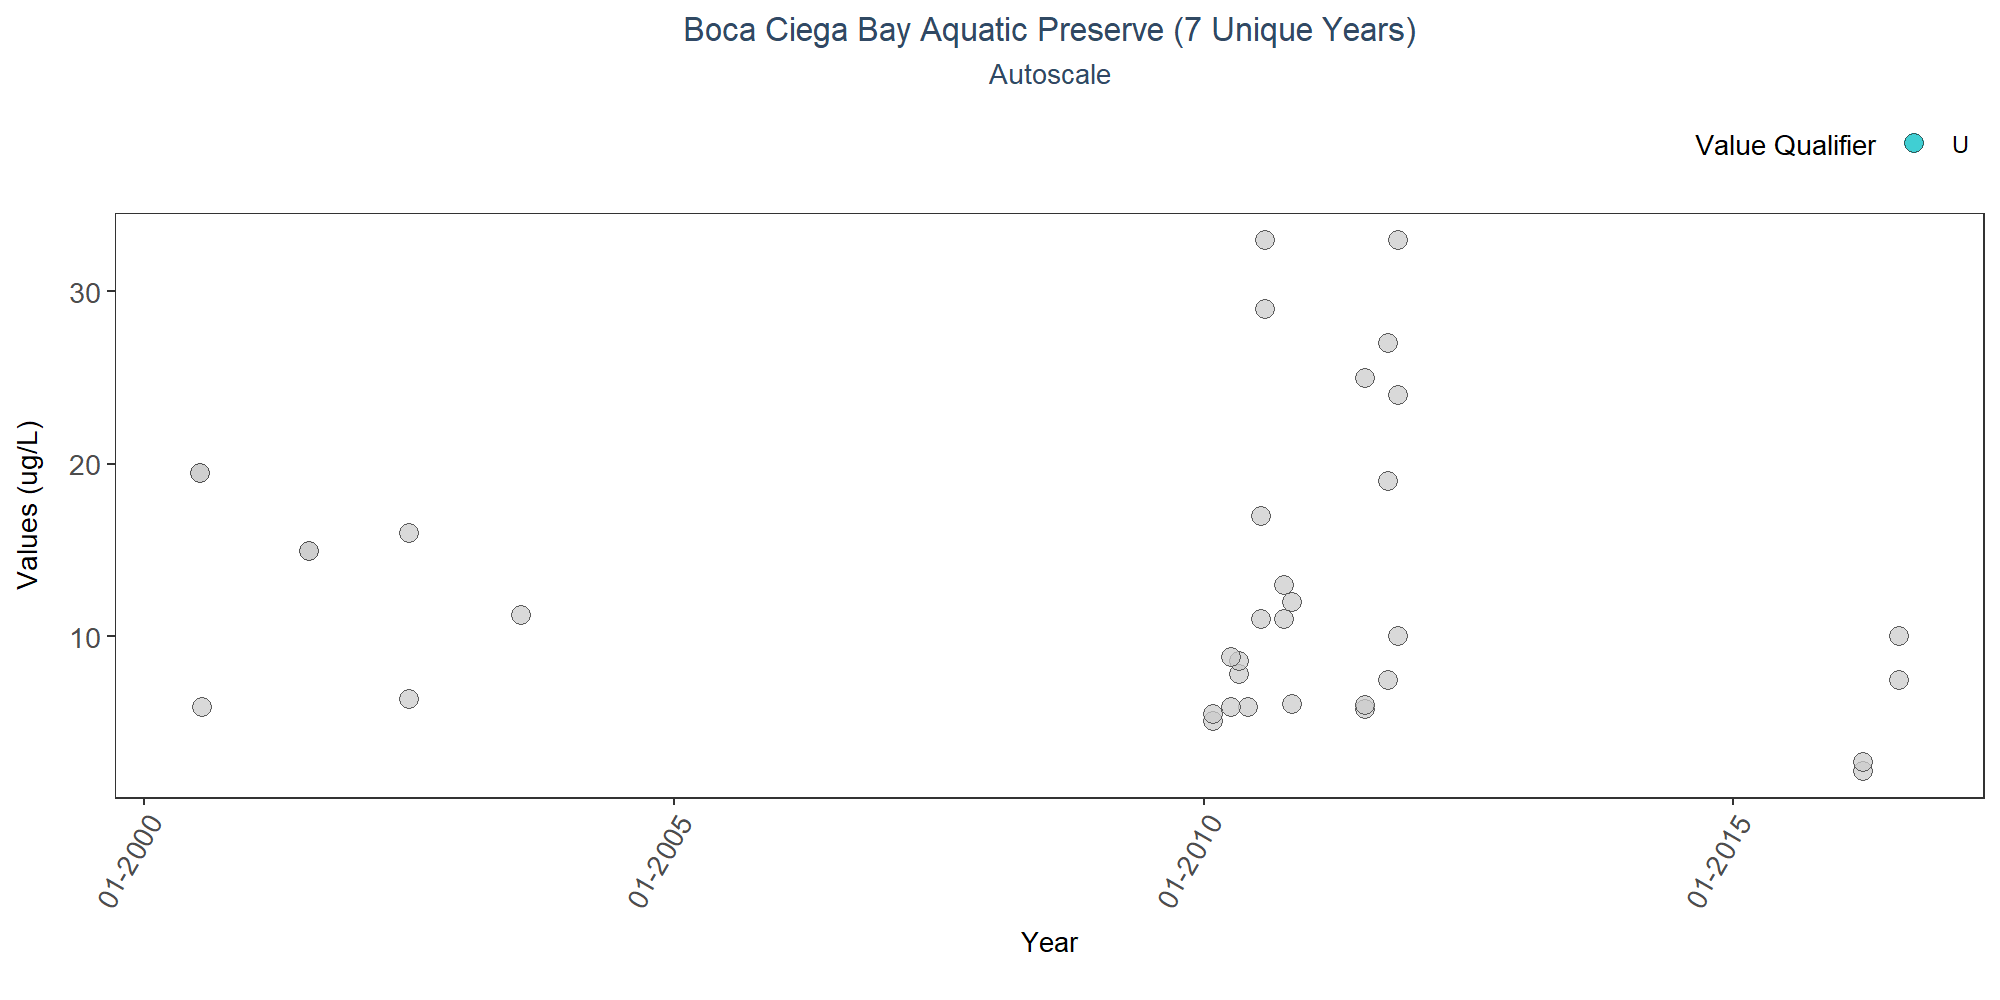 Boca Ciega Bay Aquatic Preserve (7 Unique Years)
Autoscale
Value Qualifier U
Values (ug/L)
30
20
10
01-2000 01-2005 01-2010 01-2015
Year